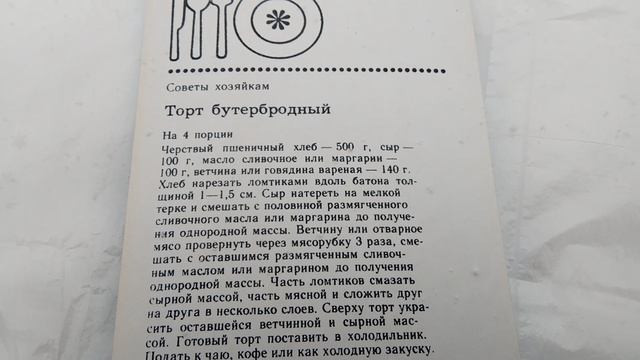 Советы хозяйкам
Торт бутербродный
На 4 порции
Черствый пшеничный хлеб — 500 г, сыр —
100 г, масло сливочное или маргарин —
100 г, ветчина или говядина вареная — 140 г.
Хлеб нарезать ломтиками вдоль батона тол-
щиной 1—1,5 см. Сыр натереть на мелкой
терке и смешать с половиной размягченного
сливочного масла или маргарина до получе-
ния однородной массы. Ветчину или отварное
мясо провернуть через мясорубку 3 раза, сме-
шать с оставшимся размягченным сливоч-
ным маслом или маргарином до получения
однородной массы. Часть ломтиков смазать
сырной массой, часть мясной и сложить друг
на друга в несколько слоев. Сверху торт укра-
сить оставшейся ветчинной и сырной мас-
сой. Готовый торт поставить в холодильник.
Подать к чаю, кофе или как холодную закуску.